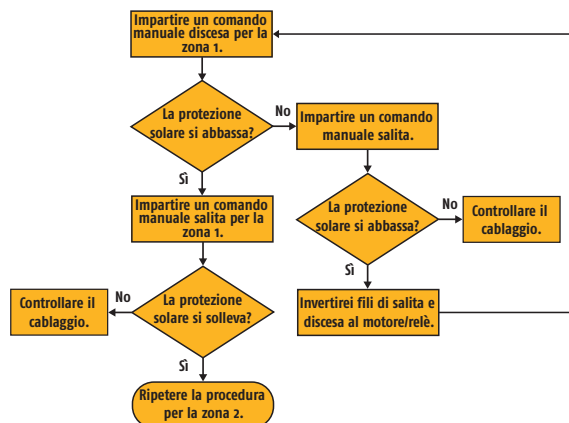 Impartire un comando
manuale discesa per la
zona 1.
La protezione
solare si abbassa?
No
Impartire un comando
manuale salita.
Sì
Impartire un comando
manuale salita per la
zona 1.
La protezione
solare si abbassa?
No
Controllare il
cablaggio.
Sì
Invertirei fili di salita e
discesa al motore/relè.
La protezione
solare si solleva?
No
Controllare il
cablaggio.
Sì
Ripetere la procedura
per la zona 2.